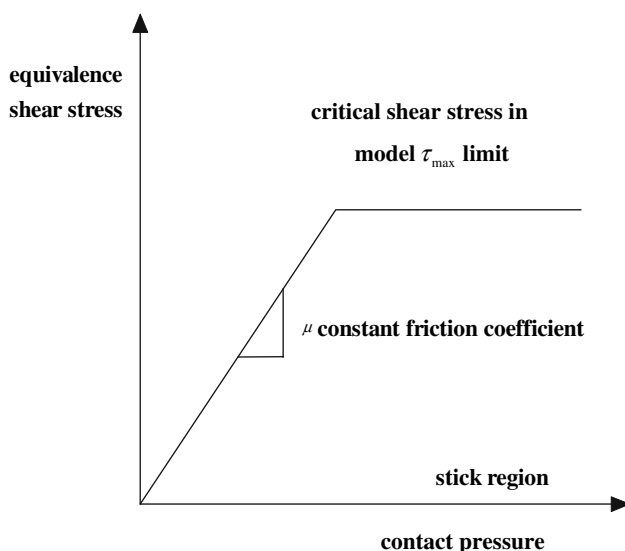 equivalence
shear stress
critical shear stress in
model τmax limit
μ constant friction coefficient
stick region
contact pressure